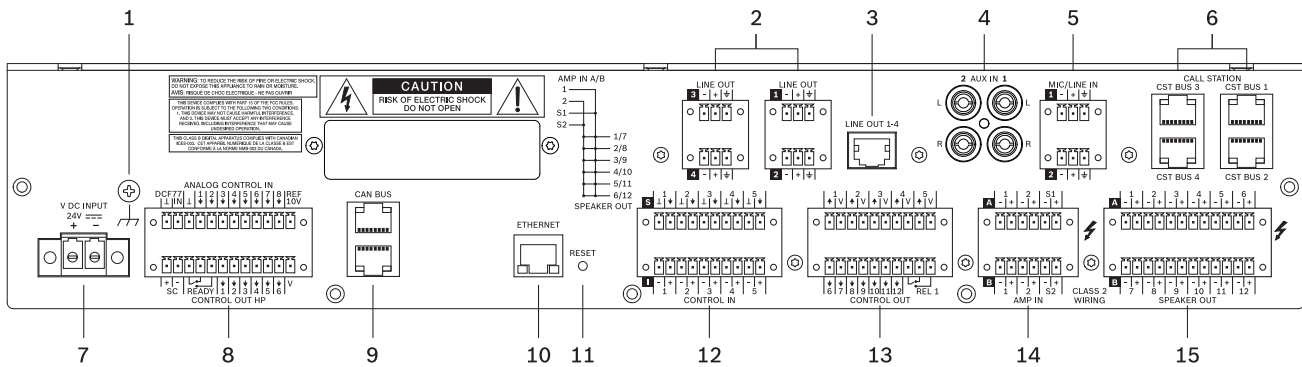 1 2 3 4 5 6
WARNING: TO REDUCE THE RISK OF FIRE OR ELECTRIC SHOCK,
DO NOT EXPOSE THIS APPLIANCE TO RAIN OR MOISTURE.
AVIS: RISQUE DE CHOC ELECTRIQUE - NE PAS OUVRIR
THIS DEVICE COMPLIES WITH PART 15 OF THE FCC RULES.
OPERATION IS SUBJECT TO THE FOLLOWING TWO CONDITIONS:
1, THIS DEVICE MAY NOT CAUSE HARMFUL INTERFERENCE,
AND 2, THIS DEVICE MUST ACCEPT ANY INTERFERENCE
RECEIVED, INCLUDING INTERFERENCE THAT MAY CAUSE
UNDESIRED OPERATION.
THIS CLASS B DIGITAL APPARATUS COMPLIES WITH CANADIAN
ICES-003. CET APPAREIL NUMERIQUE DE LA CLASSE B EST
CONFORME À LA NORME NMB-003 DU CANADA.
CAUTION
RISK OF ELECTRIC SHOCK
DO NOT OPEN
AMP IN A/B
1
2
S1
S2
1/7
2/8
3/9
4/10
5/11
6/12
SPEAKER OUT
LINE OUT
3 - +
4 - +
LINE OUT
1 - +
2 - +
LINE OUT 1-4
2 AUX IN 1
L L
R R
MIC/LINE IN
1 - +
2 - +
CALL STATION
CST BUS 3 CST BUS 1
CST BUS 4 CST BUS 2
V DC INPUT
24V
+ -
ANALOG CONTROL IN
DCF77 1 2 3 4 5 6 7 8 REF
IN 10V
+ - 1 2 3 4 5 6 V
SC READY
CONTROL OUT HP
CAN BUS
ETHERNET
RESET
S 1 2 3 4 5
I - + - + - + - + - +
1 2 3 4 5
CONTROL IN
1 2 3 4 5
V V V V V
6 7 8 9 10 11 12 REL 1
CONTROL OUT
A 1 2 S1
- + - + - +
B - + - + - +
1 2 S2
AMP IN
CLASS 2
WIRING
A 1 2 3 4 5 6
- + - + - + - + - + - +
B - + - + - + - + - + - +
7 8 9 10 11 12
SPEAKER OUT
7 8 9 10 11 12 13 14 15